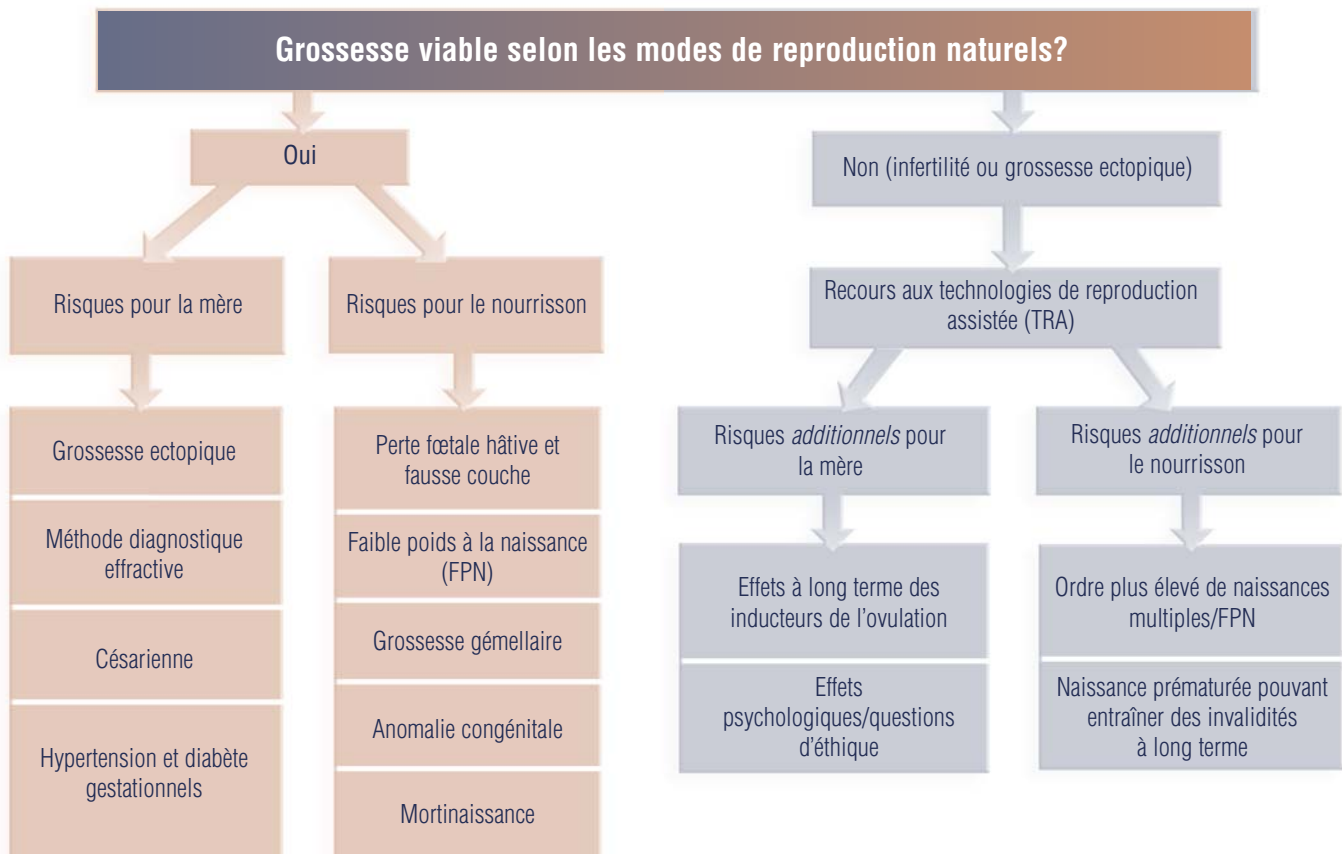 Grossesse viable selon les modes de reproduction naturels?
Oui
Risques pour la mère
Grossesse ectopique
Méthode diagnostique
effractive
Césarienne
Hypertension et diabète
gestationnels
Risques pour le nourrisson
Perte fœtale hâtive et
fausse couche
Faible poids à la naissance
(FPN)
Grossesse gémellaire
Anomalie congénitale
Mortinaissance
Non (infertilité ou grossesse ectopique)
Recours aux technologies de reproduction
assistée (TRA)
Risques additionnels pour
la mère
Effets à long terme des
inducteurs de l’ovulation
Effets
psychologiques/questions
d’éthique
Risques additionnels pour
le nourrisson
Ordre plus élevé de naissances
multiples/FPN
Naissance prématurée pouvant
entraîner des invalidités
à long terme